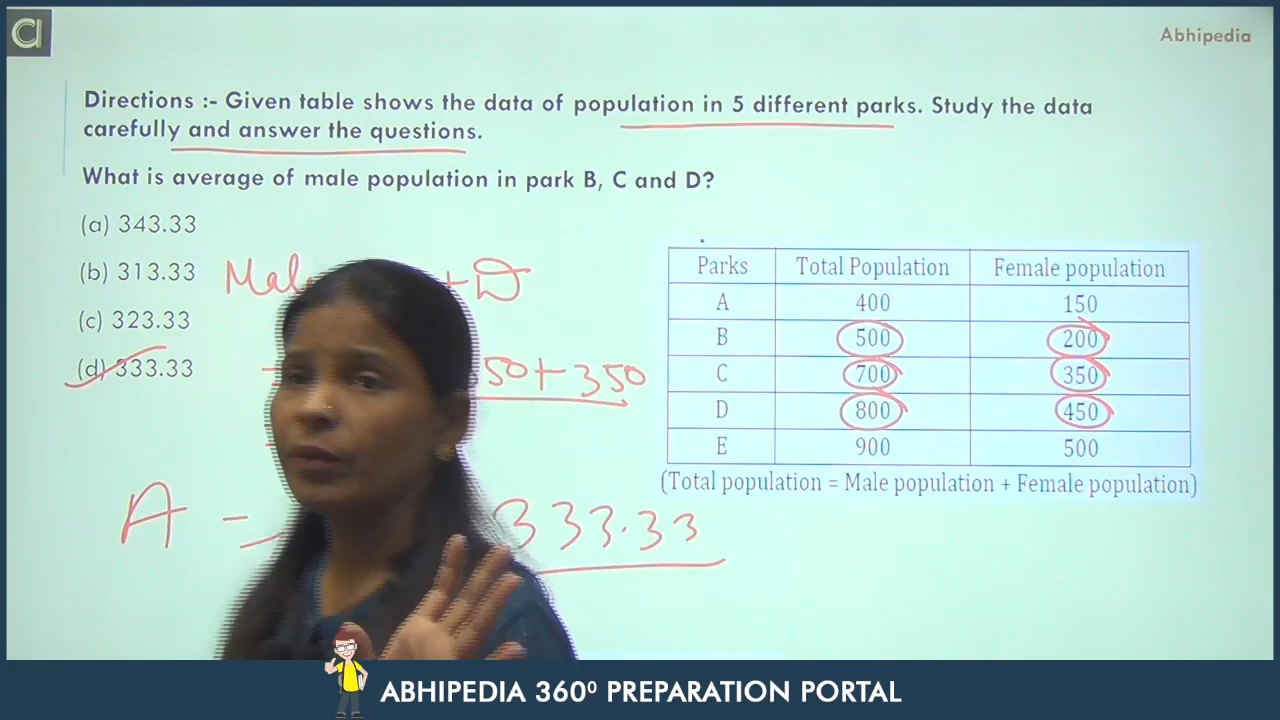 Abhipedia
Directions :- Given table shows the data of population in 5 different parks. Study the data
carefully and answer the questions.
What is average of male population in park B, C and D?
(a) 343.33
(b) 313.33
(c) 323.33
(d) 333.33
+ D
50 + 350
A =
333.33
Parks Total Population Female population
A 400 150
B 500 200
C 700 350
D 800 450
E 900 500
(Total population = Male population + Female population)
ABHIPEDIA 360⁰ PREPARATION PORTAL